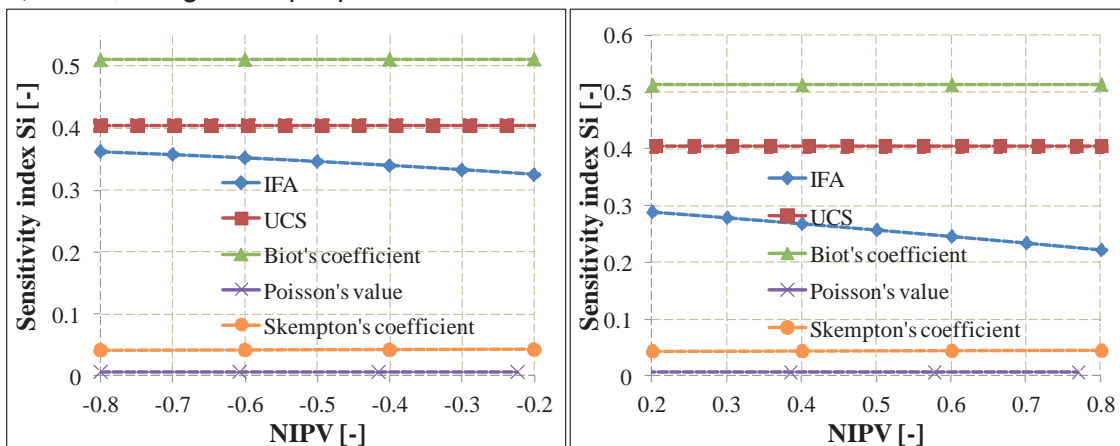 Sensitivity index Si [-]
0.5
0.4
0.3
0.2
0.1
0
IFA
UCS
Biot's coefficient
Poisson's value
Skempton's coefficient
-0.8 -0.7 -0.6 -0.5 -0.4 -0.3 -0.2
NIPV [-]
Sensitivity index Si [-]
0.6
0.5
0.4
0.3
0.2
0.1
0
IFA
UCS
Biot's coefficient
Poisson's value
Skempton's coefficient
0.2 0.3 0.4 0.5 0.6 0.7 0.8
NIPV [-]